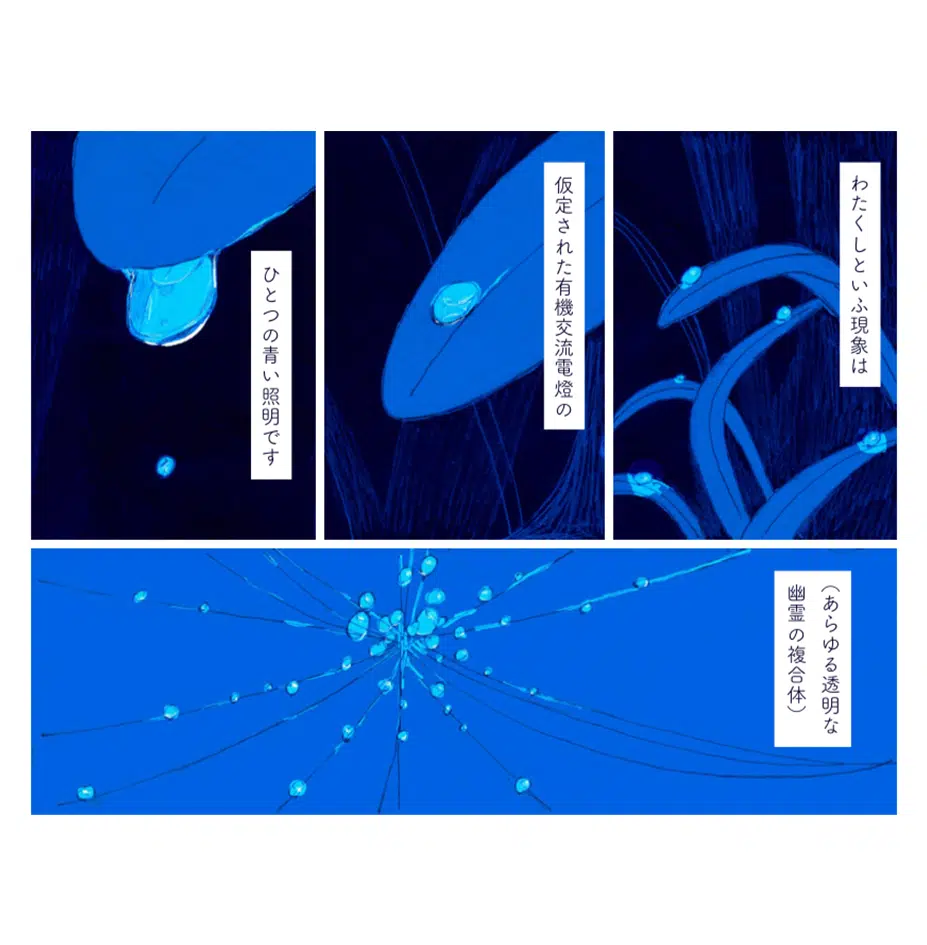 わたくしといふ現象は
仮定された有機交流電燈の
ひとつの青い照明です
（あらゆる透明な
幽霊の複合体）